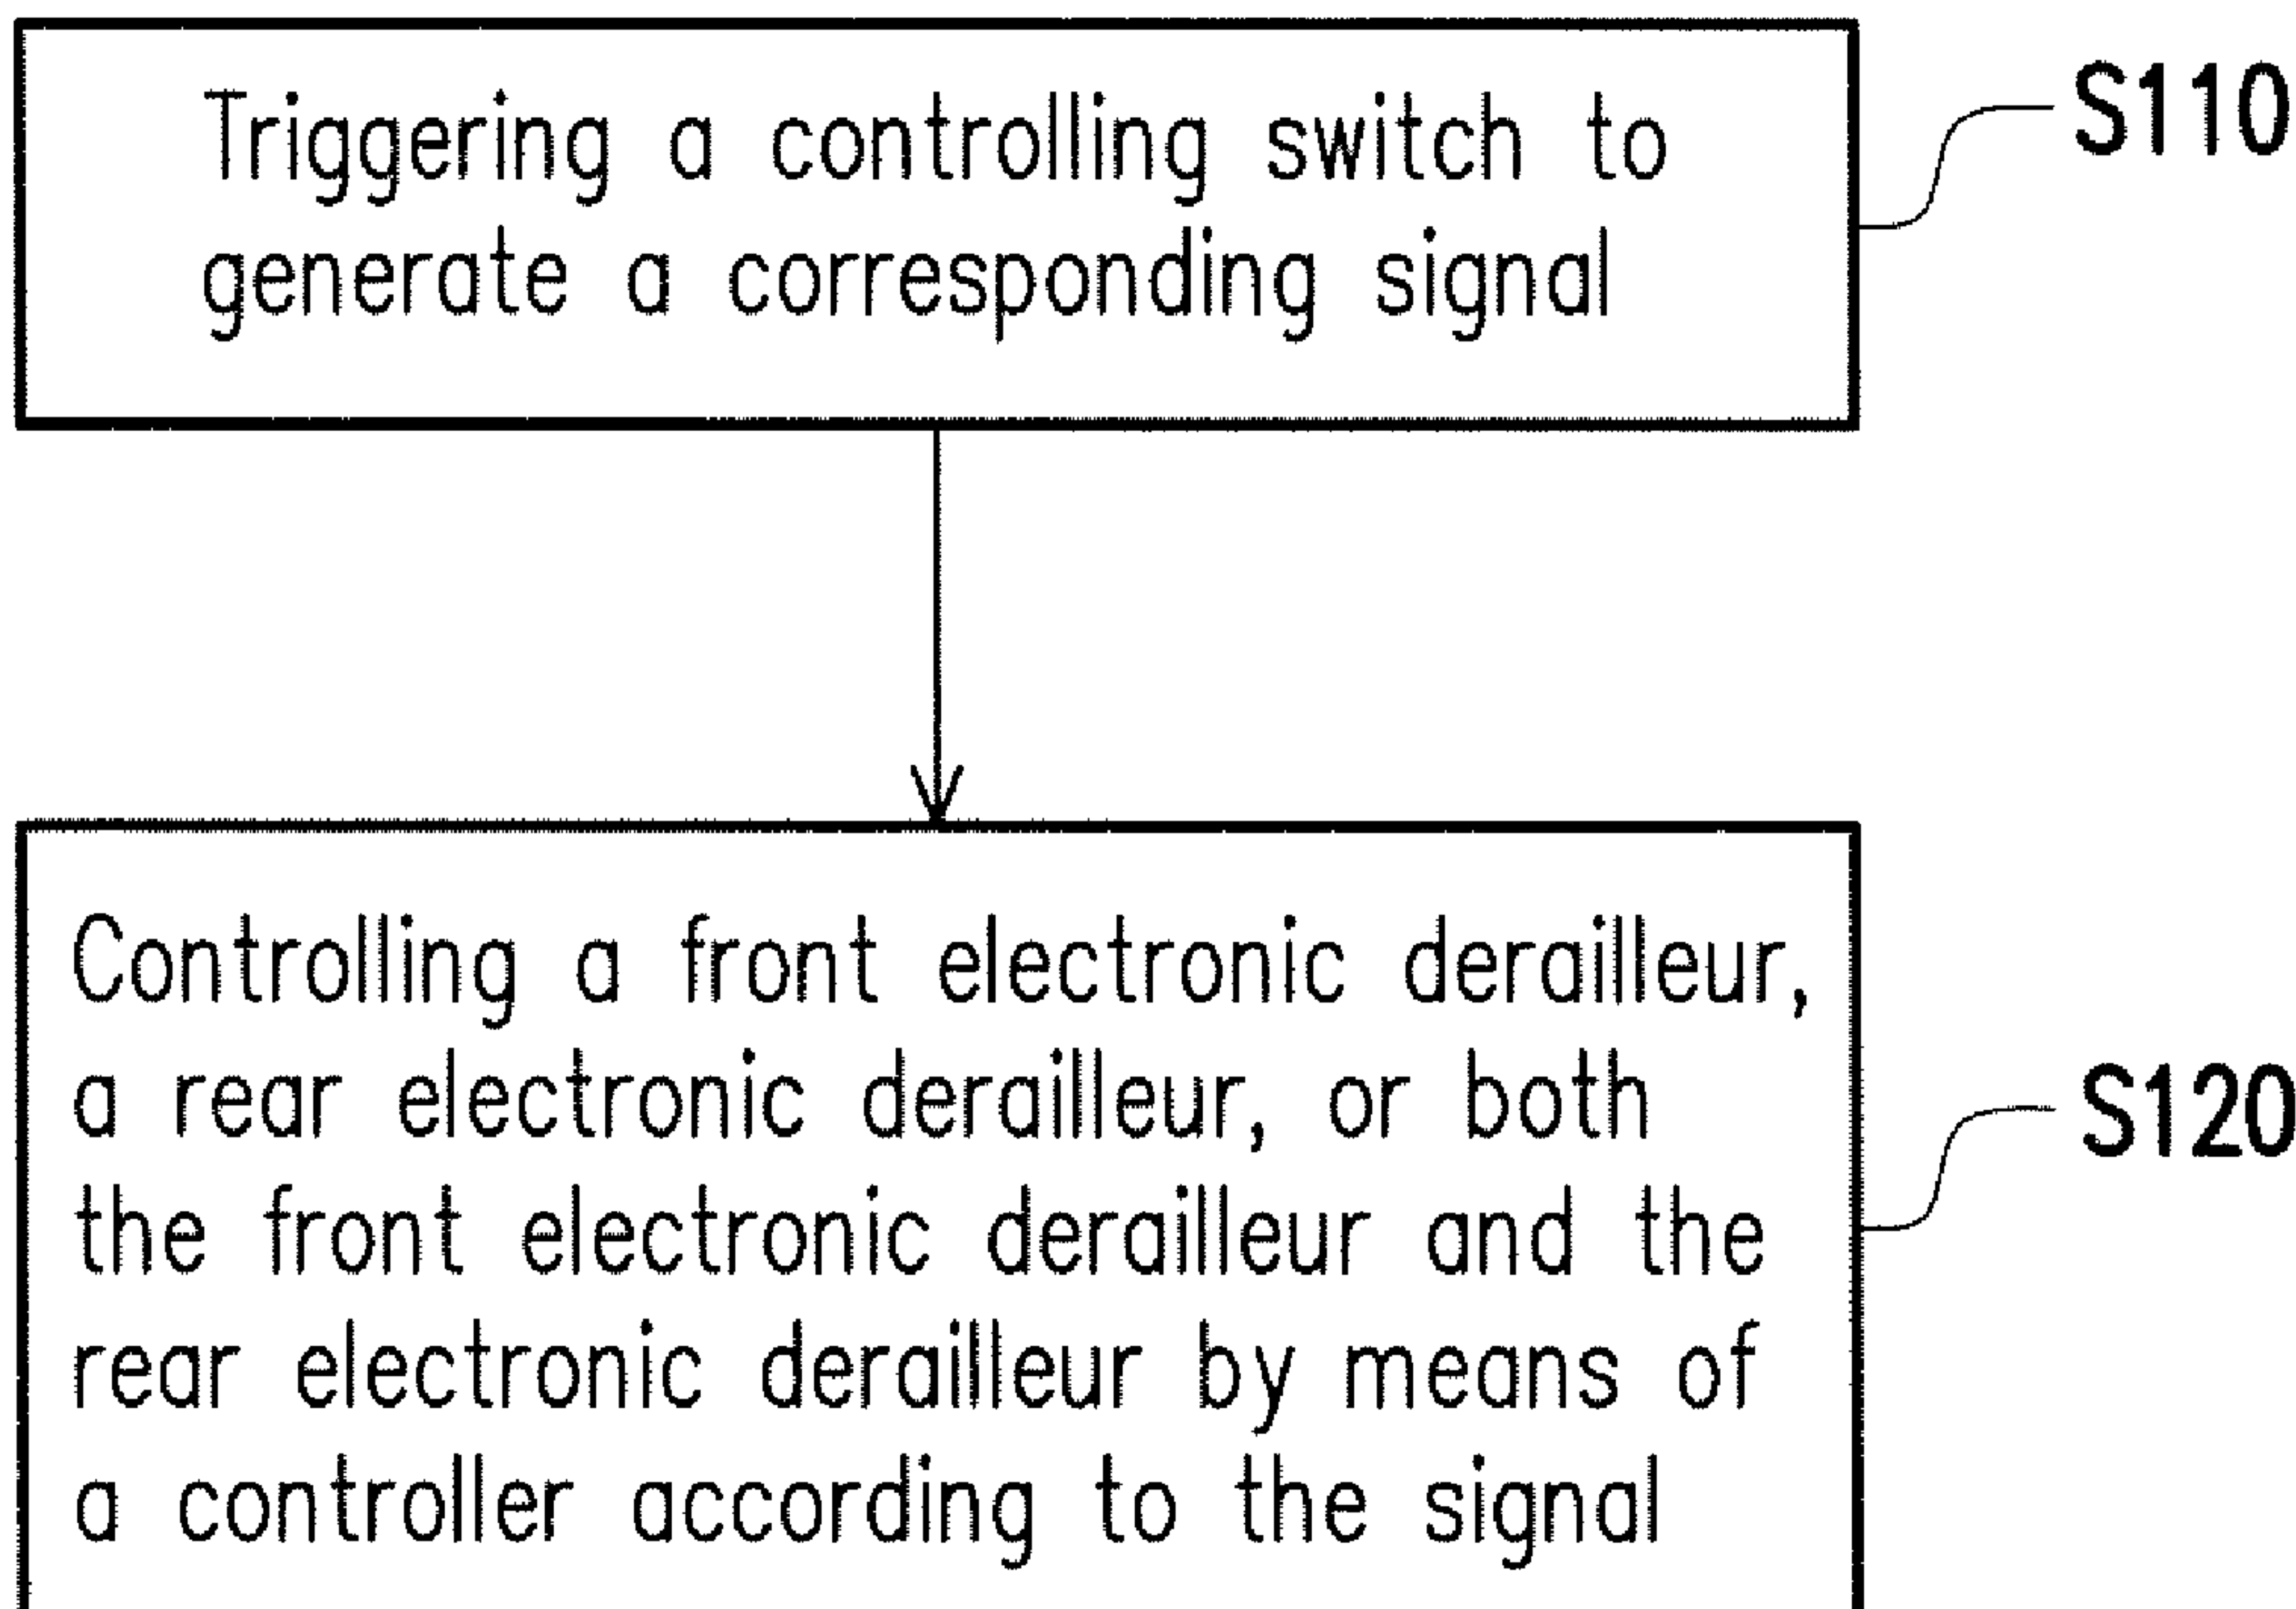 Triggering a controlling switch to
generate a corresponding signal
S110
Controlling a front electronic derailleur,
a rear electronic derailleur, or both
the front electronic derailleur and the
rear electronic derailleur by means of
a controller according to the signal
S120